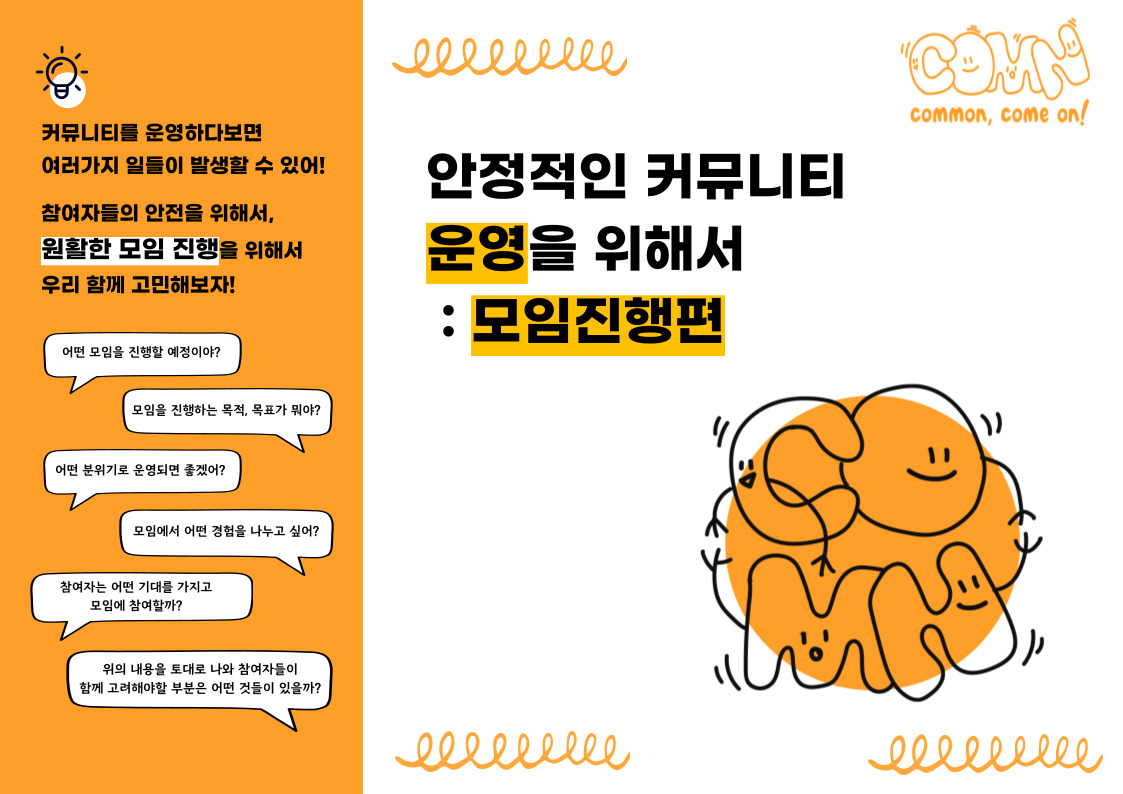 커뮤니티를 운영하다보면
여러가지 일들이 발생할 수 있어!
참여자들의 안전을 위해서,
원활한 모임 진행을 위해서
우리 함께 고민해보자!
어떤 모임을 진행할 예정이야?
모임을 진행하는 목적, 목표가 뭐야?
어떤 분위기로 운영되면 좋겠어?
모임에서 어떤 경험을 나누고 싶어?
참여자는 어떤 기대를 가지고
모임에 참여할까?
위의 내용을 토대로 나와 참여자들이
함께 고려해야할 부분은 어떤 것들이 있을까?
COMN
common, come on!
안정적인 커뮤니티
운영을 위해서
: 모임진행편
CO
MN